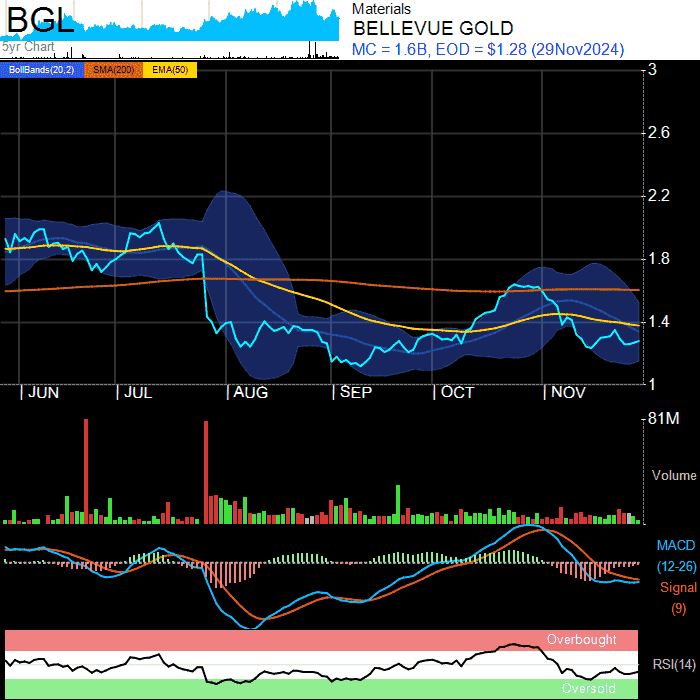 BGL
5yr Chart
Materials
BELLEVUE GOLD
MC = 1.6B, EOD = $1.28 (29Nov2024)
BollBands(20,2) SMA(200) EMA(50)
3
2.6
2.2
1.8
1.4
1
| JUN | JUL | AUG | SEP | OCT | NOV
81M
Volume
MACD
(12-26)
Signal
(9)
Overbought
RSI(14)
Oversold